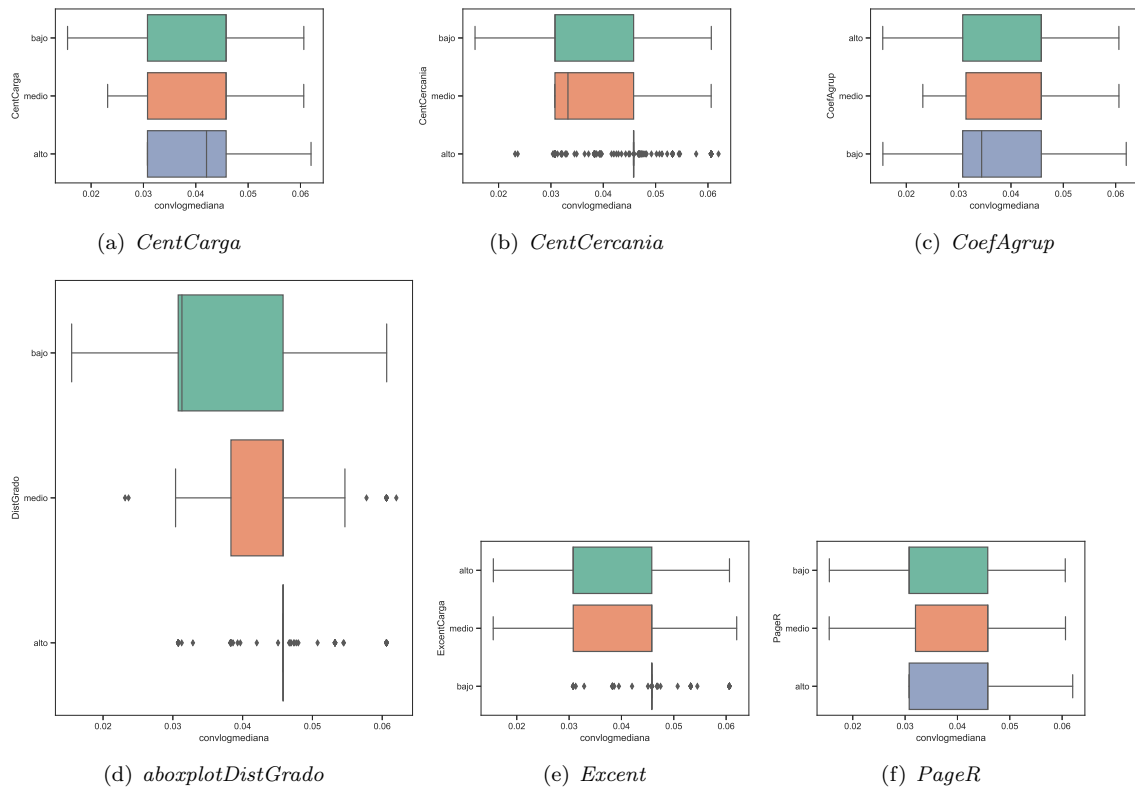 CentCarga
bajo
medio
alto
0.02 0.03 0.04 0.05 0.06
convlogmediana
(a) CentCarga
CentCercania
bajo
medio
alto
0.02 0.03 0.04 0.05 0.06
convlogmediana
(b) CentCercania
CoefAgrup
alto
medio
bajo
0.02 0.03 0.04 0.05 0.06
convlogmediana
(c) CoefAgrup
DistGrado
bajo
medio
alto
0.02 0.03 0.04 0.05 0.06
convlogmediana
(d) aboxplotDistGrado
ExcentCarga
alto
medio
bajo
0.02 0.03 0.04 0.05 0.06
convlogmediana
(e) Excent
PageR
bajo
medio
alto
0.02 0.03 0.04 0.05 0.06
convlogmediana
(f) PageR